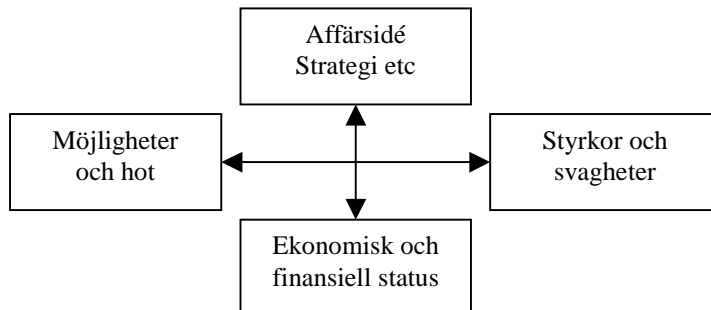 Affärsidé
Strategi etc
Möjligheter
och hot
Styrkor och
svagheter
Ekonomisk och
finansiell status